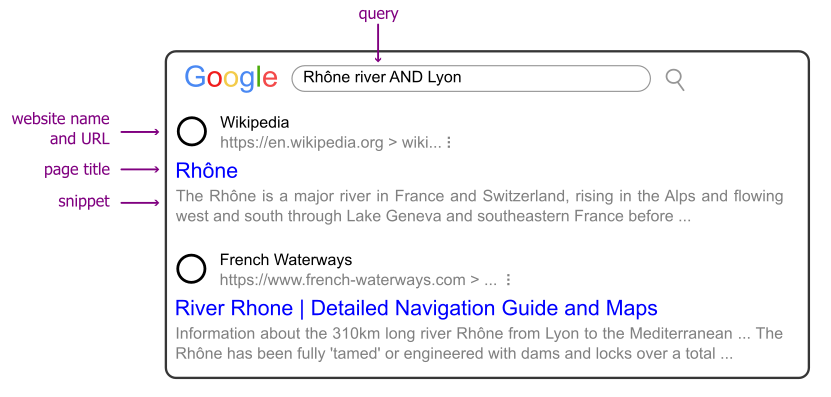 query
Google
Rhône river AND Lyon
website name
and URL
Wikipedia
https://en.wikipedia.org > wiki...
page title
Rhône
snippet
The Rhône is a major river in France and Switzerland, rising in the Alps and flowing
west and south through Lake Geneva and southeastern France before ...
French Waterways
https://www.french-waterways.com > ...
River Rhone | Detailed Navigation Guide and Maps
Information about the 310km long river Rhône from Lyon to the Mediterranean ... The
Rhône has been fully 'tamed' or engineered with dams and locks over a total ...